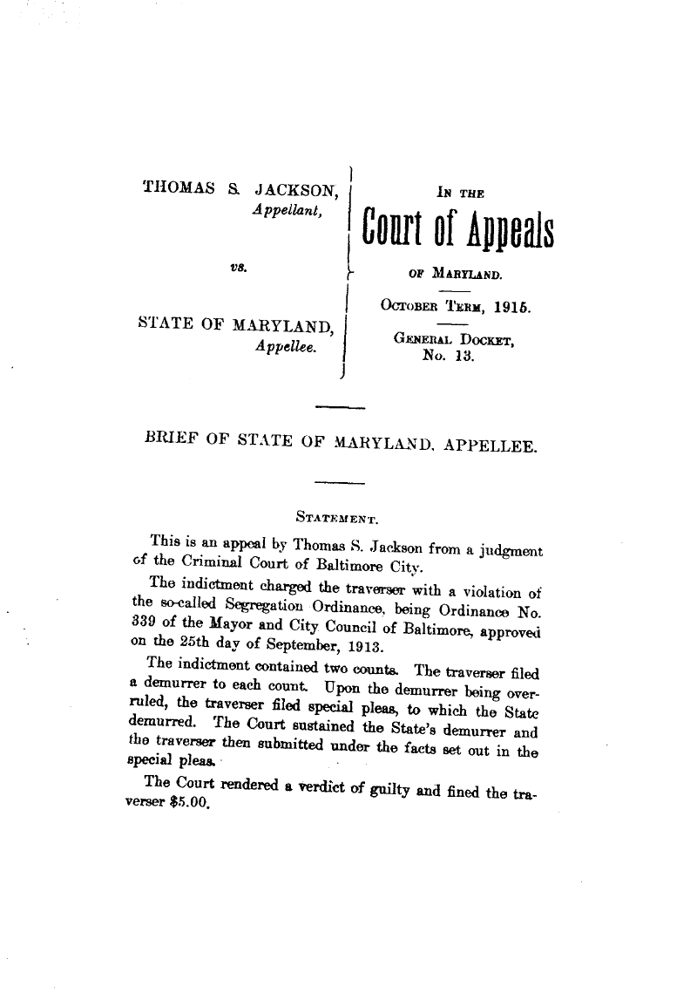 THOMAS S. JACKSON,
Appellant,
vs.
STATE OF MARYLAND,
Appellee.
IN THE
Court of Appeals
OF MARYLAND.
OCTOBER TERM, 1915.
GENERAL DOCKET,
No. 13.
BRIEF OF STATE OF MARYLAND, APPELLEE.
STATEMENT.
This is an appeal by Thomas S. Jackson from a judgment
of the Criminal Court of Baltimore City.
The indictment charged the traverser with a violation of
the so-called Segregation Ordinance, being Ordinance No.
339 of the Mayor and City Council of Baltimore, approved
on the 25th day of September, 1913.
The indictment contained two counts. The traverser filed
a demurrer to each count. Upon the demurrer being over-
ruled, the traverser filed special pleas, to which the State
demurred. The Court sustained the State's demurrer and
the traverser then submitted under the facts set out in the
special pleas.
The Court rendered a verdict of guilty and fined the tra-
verser $5.00.